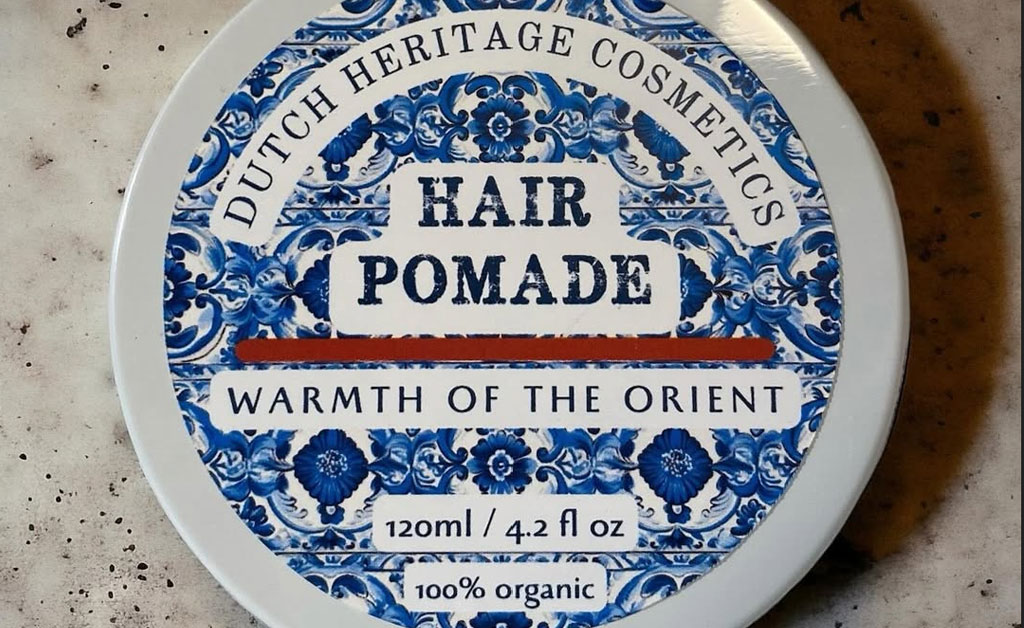 DUTCH HERITAGE COSMETICS
HAIR
POMADE
WARMTH OF THE ORIENT
120ml / 4.2 fl oz
100% organic